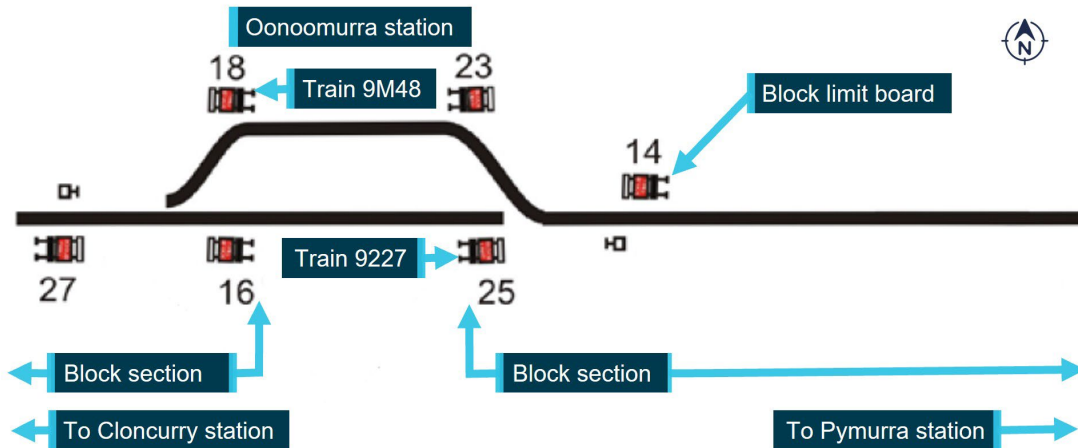 Oonoomurra station
N
18
Train 9M48
23
Block limit board
14
27
16
Train 9227
25
Block section
Block section
To Cloncurry station
To Pymurra station